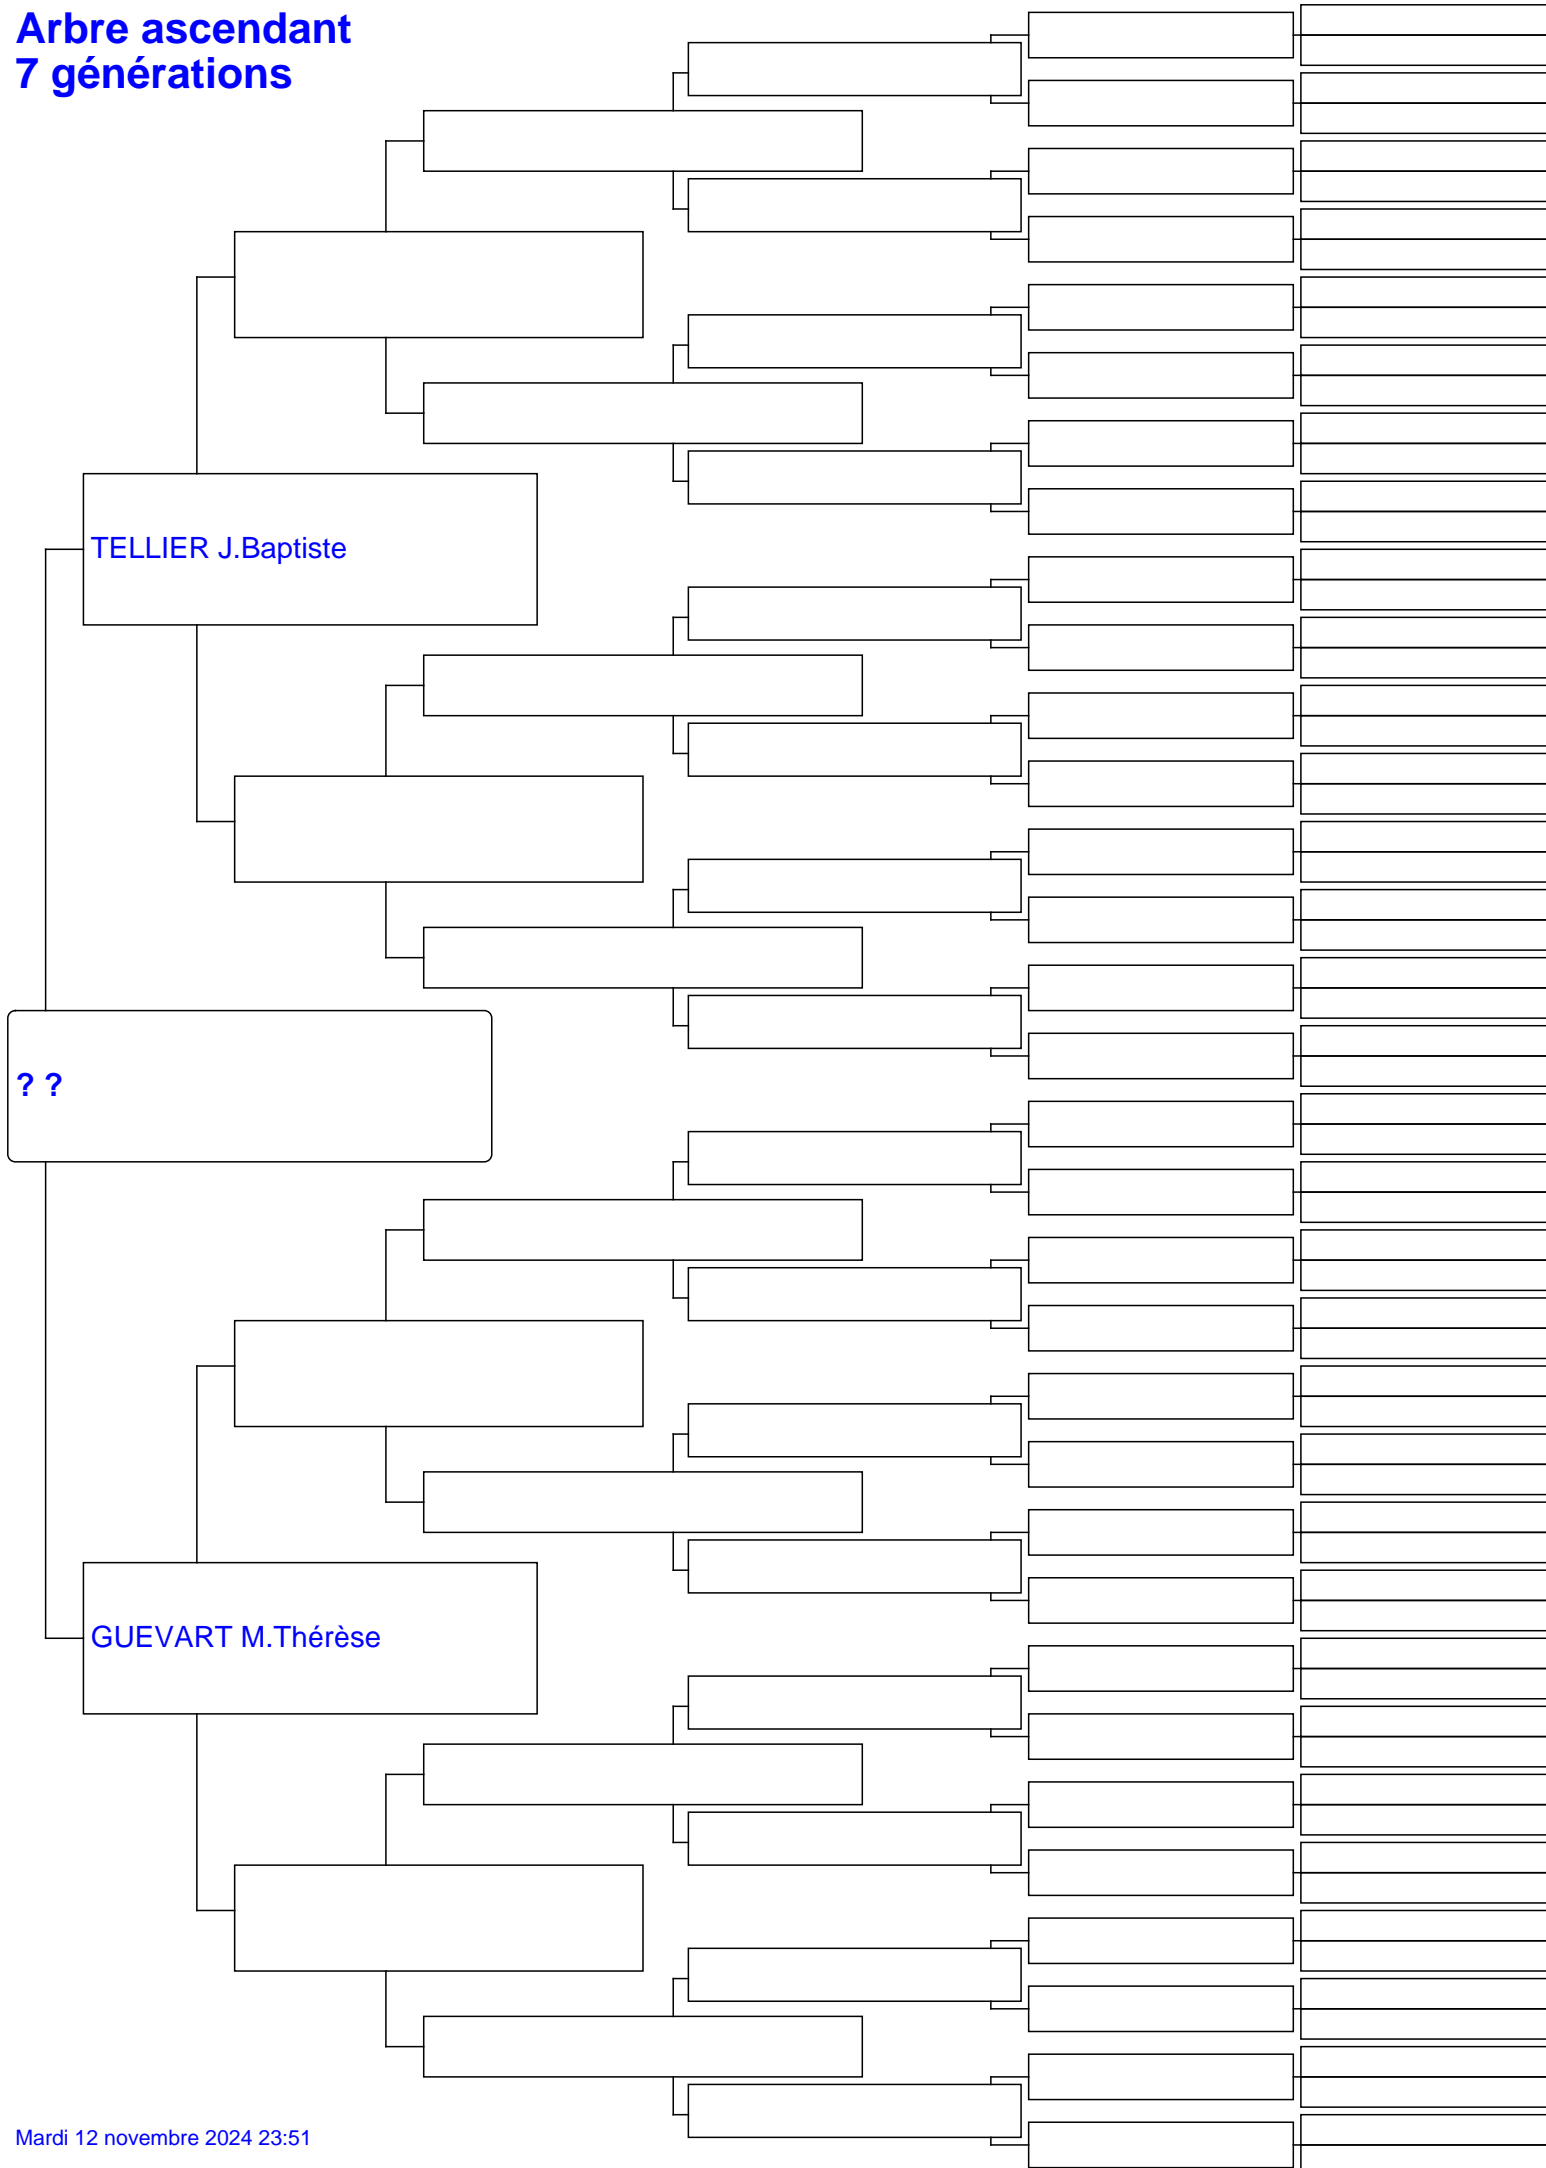 Arbre ascendant
7 générations
TELLIER J.Baptiste
? ?
GUEVART M.Thérèse
Mardi 12 novembre 2024 23:51